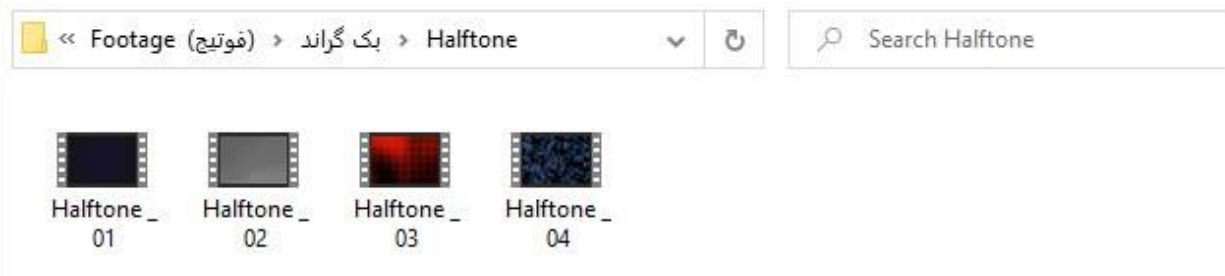 « Footage (فوتیج) › بک گراند › Halftone
Search Halftone
Halftone _ 01
Halftone _ 02
Halftone _ 03
Halftone _ 04